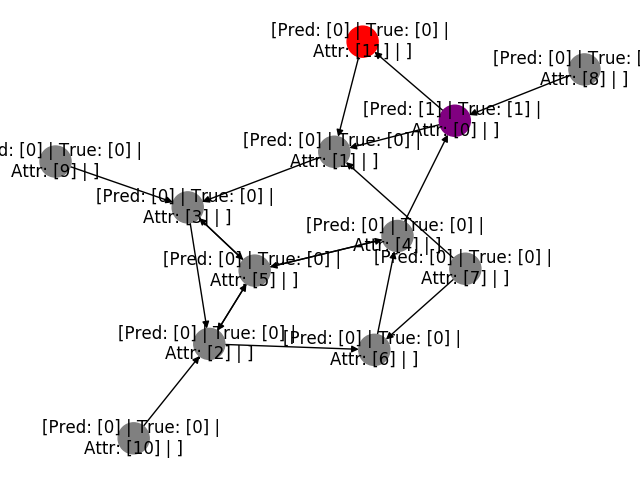 [Pred: [0] | True: [0] |
Attr: [11] | ]
[Pred: [0] | True: [
Attr: [8] | ]
[Pred: [1] | True: [1] |
Attr: [0] | ]
[Pred: [0] | True: [0] |
Attr: [1] | ]
d: [0] | True: [0] |
Attr: [9] | ]
[Pred: [0] | True: [0] |
Attr: [3] | ]
[Pred: [0] | True: [0] |
Attr: [4] | ]
[Pred: [0] | True: [0] |
Attr: [5] | ]
[Pred: [0] | True: [0] |
Attr: [7] | ]
[Pred: [0] | True: [0] |
Attr: [2] | ]
[Pred: [0] | True: [0] |
Attr: [6] | ]
[Pred: [0] | True: [0] |
Attr: [10] | ]